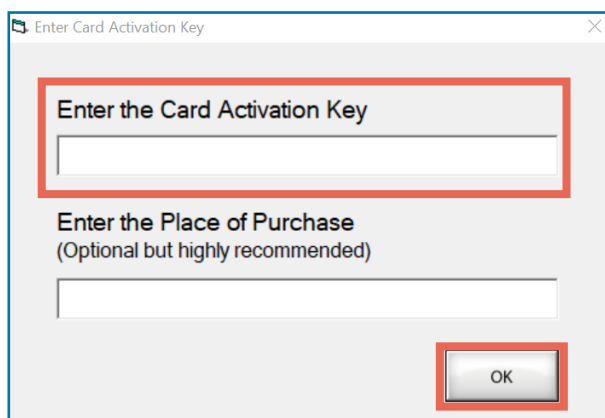 Enter Card Activation Key
Enter the Card Activation Key
Enter the Place of Purchase
(Optional but highly recommended)
OK